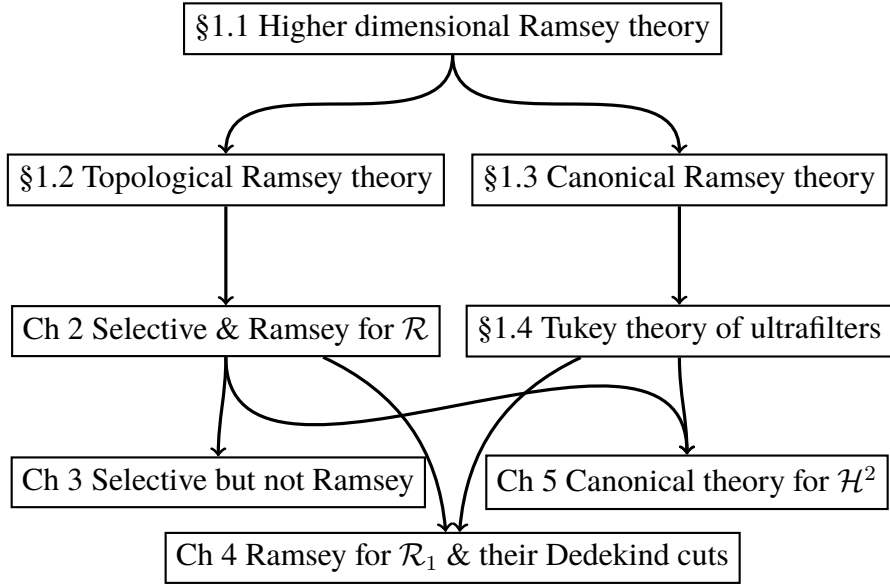 §1.1 Higher dimensional Ramsey theory
§1.2 Topological Ramsey theory
§1.3 Canonical Ramsey theory
Ch 2 Selective & Ramsey for ℛ
§1.4 Tukey theory of ultrafilters
Ch 3 Selective but not Ramsey
Ch 5 Canonical theory for ℋ²
Ch 4 Ramsey for ℛ₁ & their Dedekind cuts